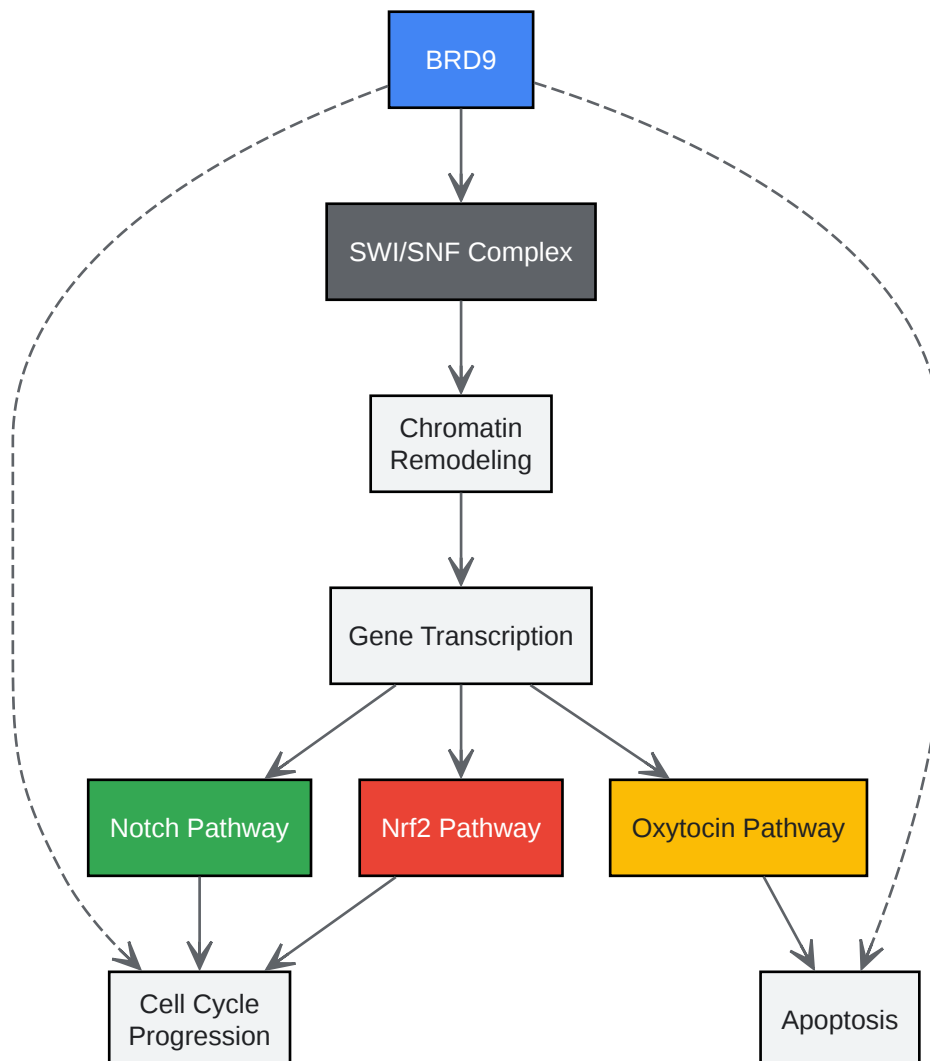 BRD9
SWI/SNF Complex
Chromatin
Remodeling
Gene Transcription
Notch Pathway
Nrf2 Pathway
Oxytocin Pathway
Cell Cycle
Progression
Apoptosis